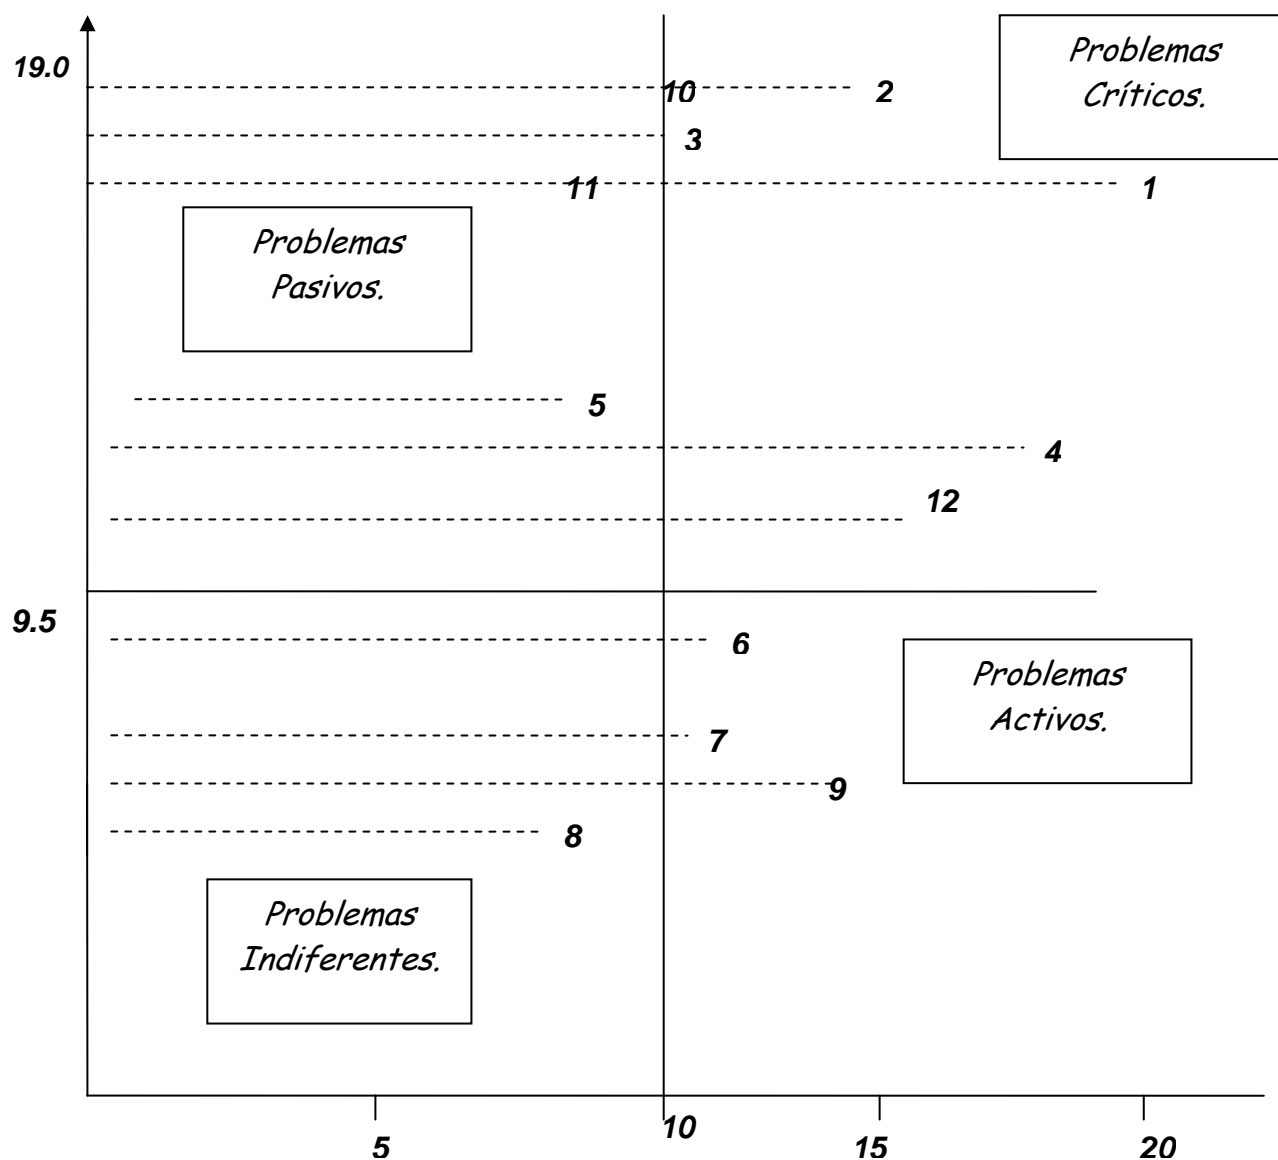 19.0
Problemas
Críticos.
10
2
3
11
1
Problemas
Pasivos.
5
4
12
9.5
6
Problemas
Activos.
7
9
8
Problemas
Indiferentes.
5
10
15
20